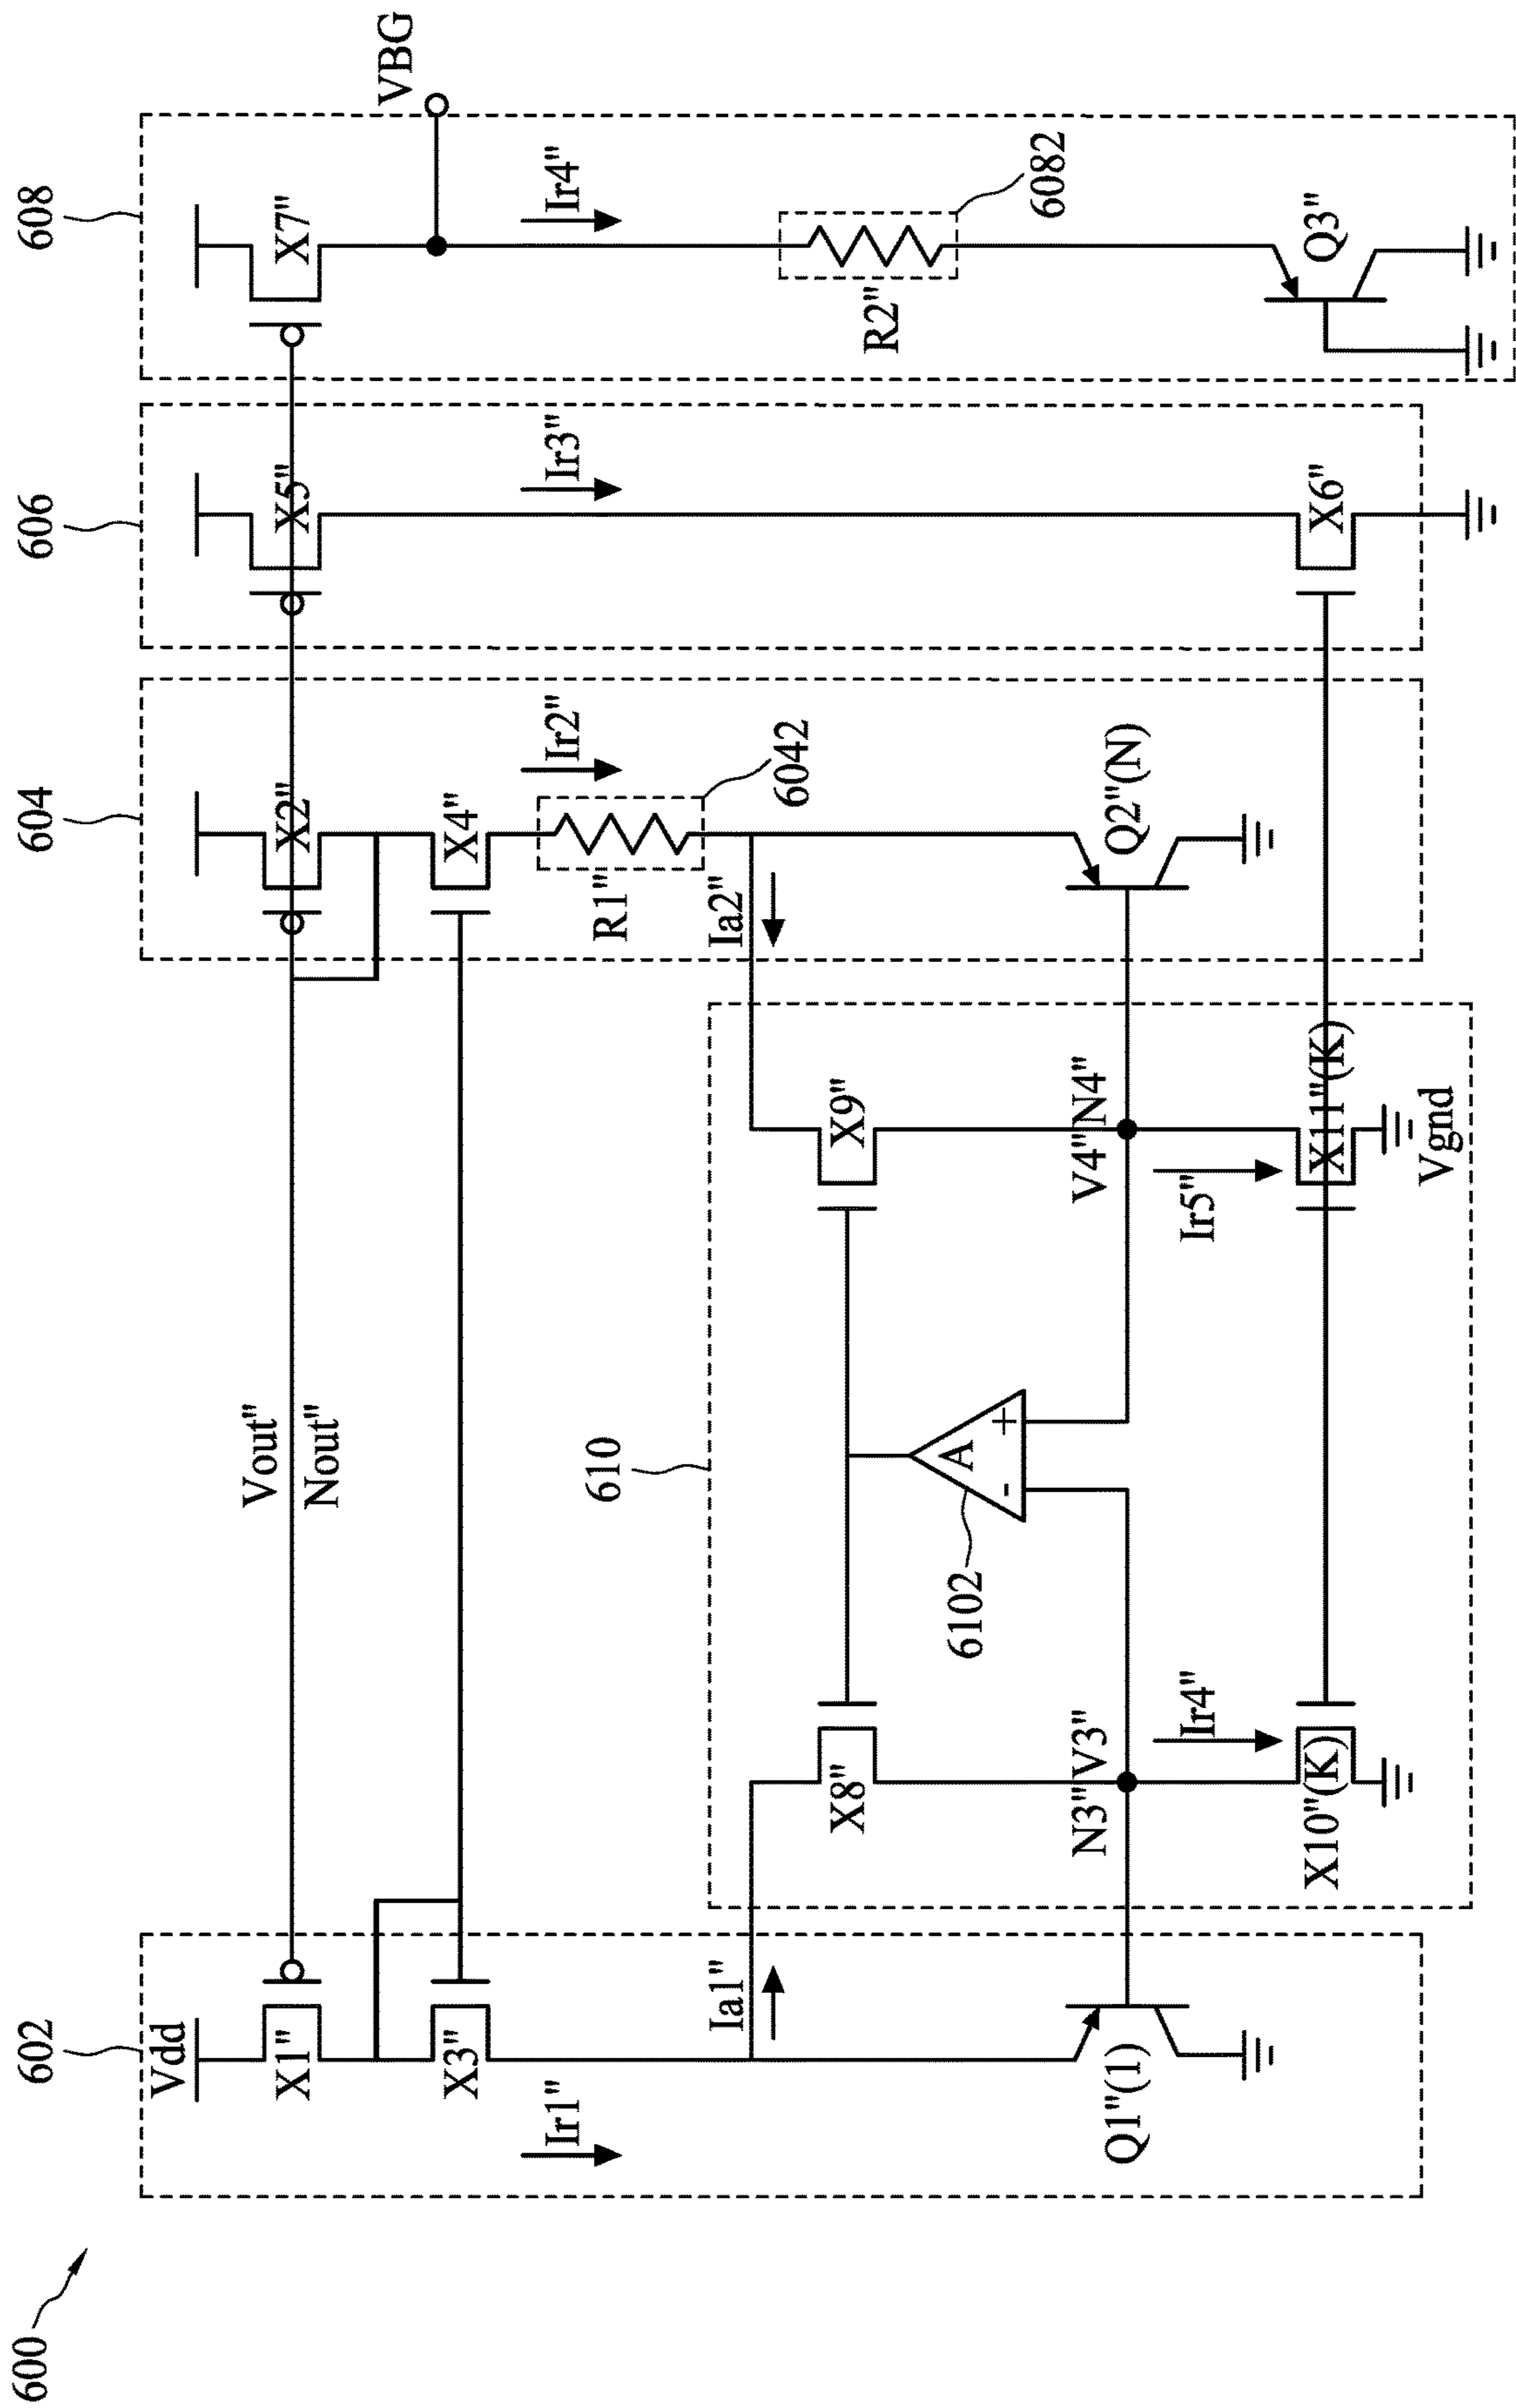 600
602
604
606
608
Vdd
X1"
X2"
X5"
X7"
VBG
Vout"
Nout"
X3"
X4"
Ir1"
Ir2"
Ir3"
Ir4"
R1"
6042
R2"
6082
610
Ia1"
Ia2"
X8"
X9"
A
-
+
6102
N3"V3"
V4"N4"
Q1"(1)
Q2"(N)
Q3"
Ir4"
Ir5"
X10"(K)
X11"(K)
X6"
Vgnd